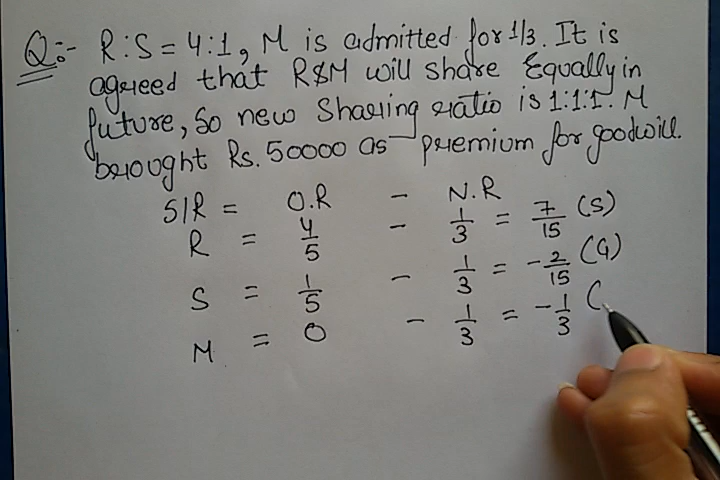 Q:- R:S = 4:1, M is admitted for 1/3. It is
agreed that R&M will share Equally in
future, So new Sharing ratio is 1:1:1. M
brought Rs. 50000 as premium for goodwill.
S/R = O.R - N.R
R = 4/5 - 1/3 = 7/15 (S)
S = 1/5 - 1/3 = -2/15 (G)
M = 0 - 1/3 = -1/3 (